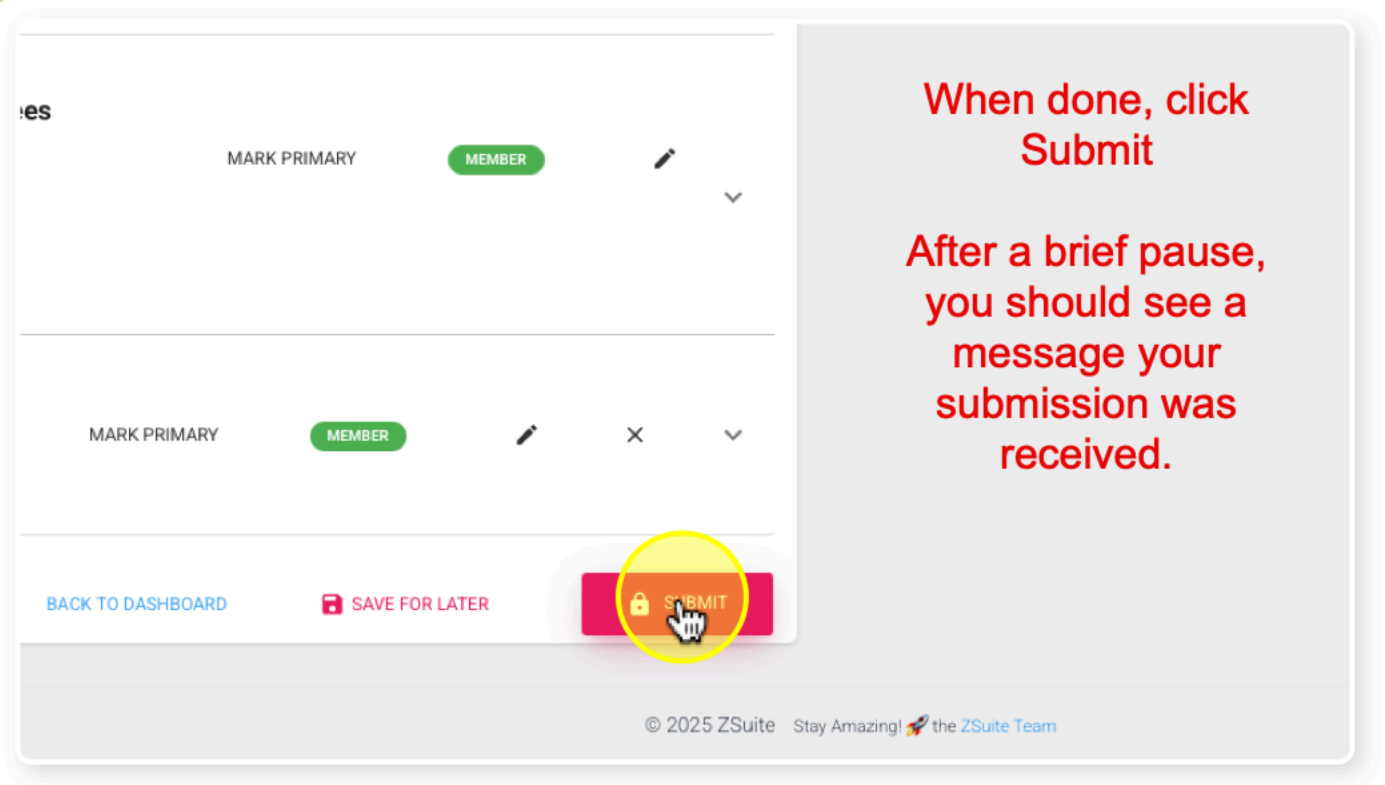 When done, click
Submit
After a brief pause,
you should see a
message your
submission was
received.
ees
MARK PRIMARY MEMBER
MARK PRIMARY MEMBER
BACK TO DASHBOARD SAVE FOR LATER SUBMIT
© 2025 ZSuite Stay Amazing! 🚀 the ZSuite Team